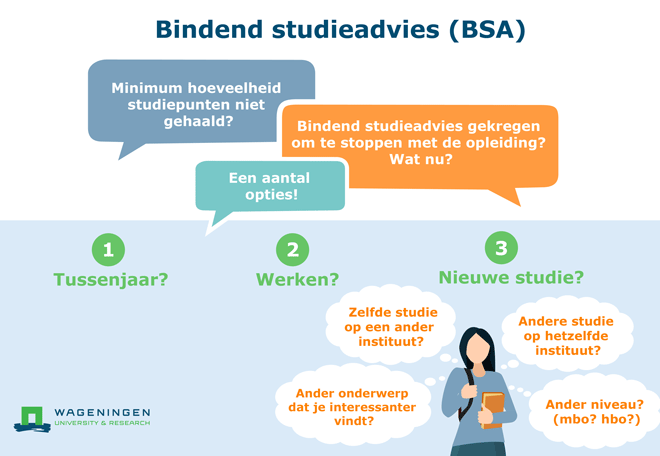 Bindend studieadvies (BSA)
Minimum hoeveelheid
studiepunten niet
gehaald?
Bindend studieadvies gekregen
om te stoppen met de opleiding?
Wat nu?
Een aantal
opties!
1
Tussenjaar?
2
Werken?
3
Nieuwe studie?
Zelfde studie
op een ander
instituut?
Andere studie
op hetzelfde
instituut?
Ander onderwerp
dat je interessanter
vindt?
Ander niveau?
(mbo? hbo?)
WAGENINGEN
UNIVERSITY & RESEARCH